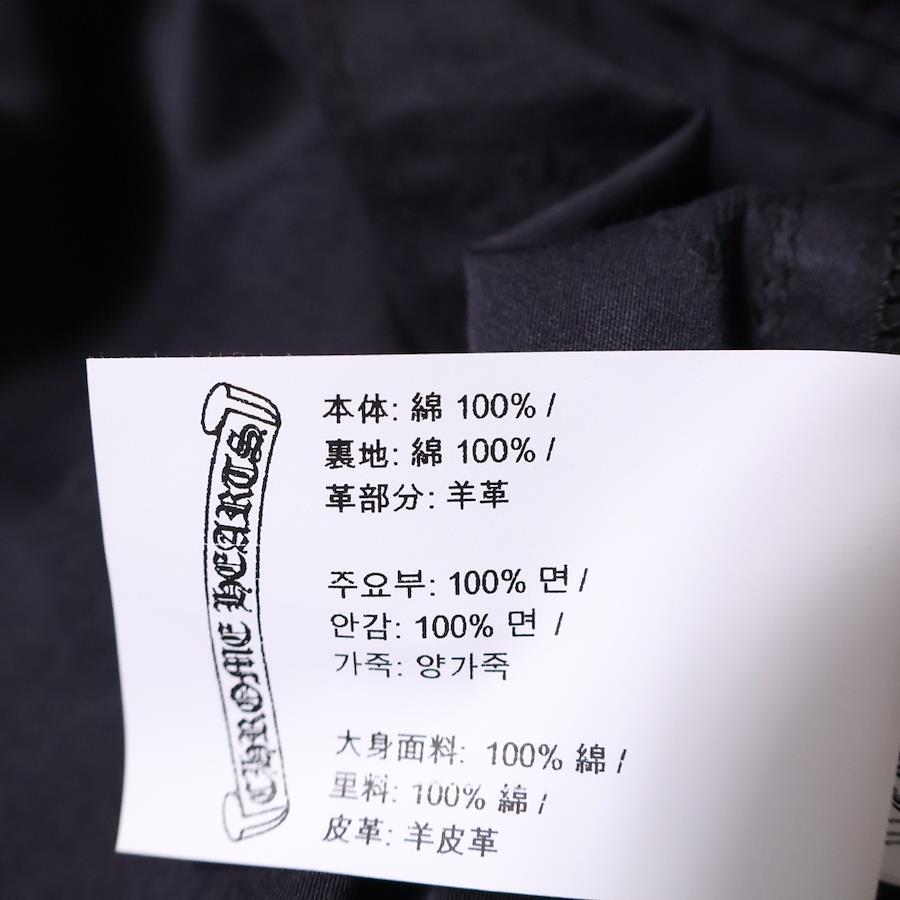 CHROME HEARTS
本体: 綿 100% /
裏地: 綿 100% /
革部分: 羊革
주요부: 100% 면 /
안감: 100% 면 /
가죽: 양가죽
大身面料: 100% 綿 /
里料: 100% 綿 /
皮革: 羊皮革